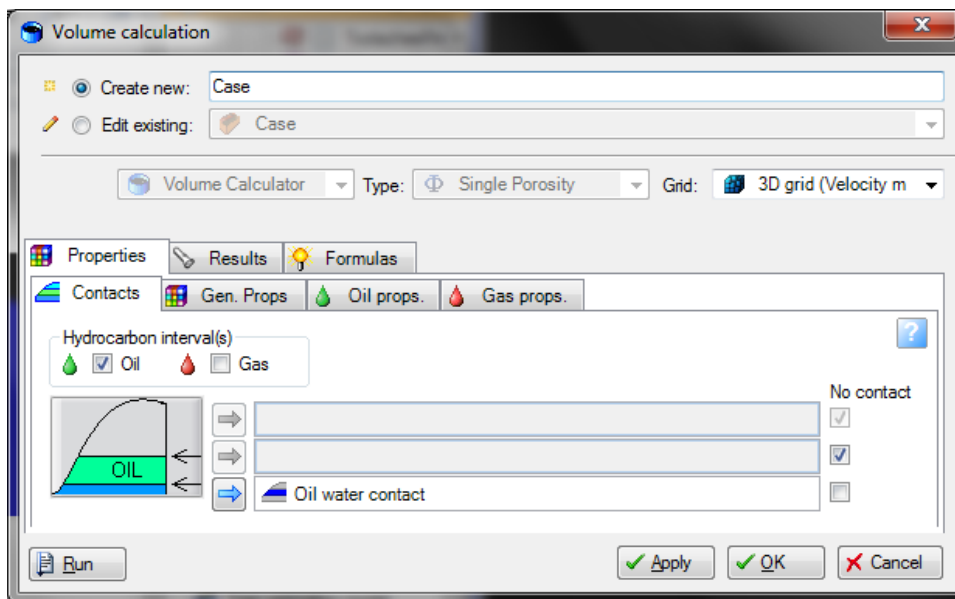 Volume calculation
Create new: Case
Edit existing: Case
Volume Calculator Type: Φ Single Porosity Grid: 3D grid (Velocity m
Properties Results Formulas
Contacts Gen. Props Oil props. Gas props.
Hydrocarbon interval(s)
Oil Gas
?
No contact
OIL
Oil water contact
Run Apply OK Cancel